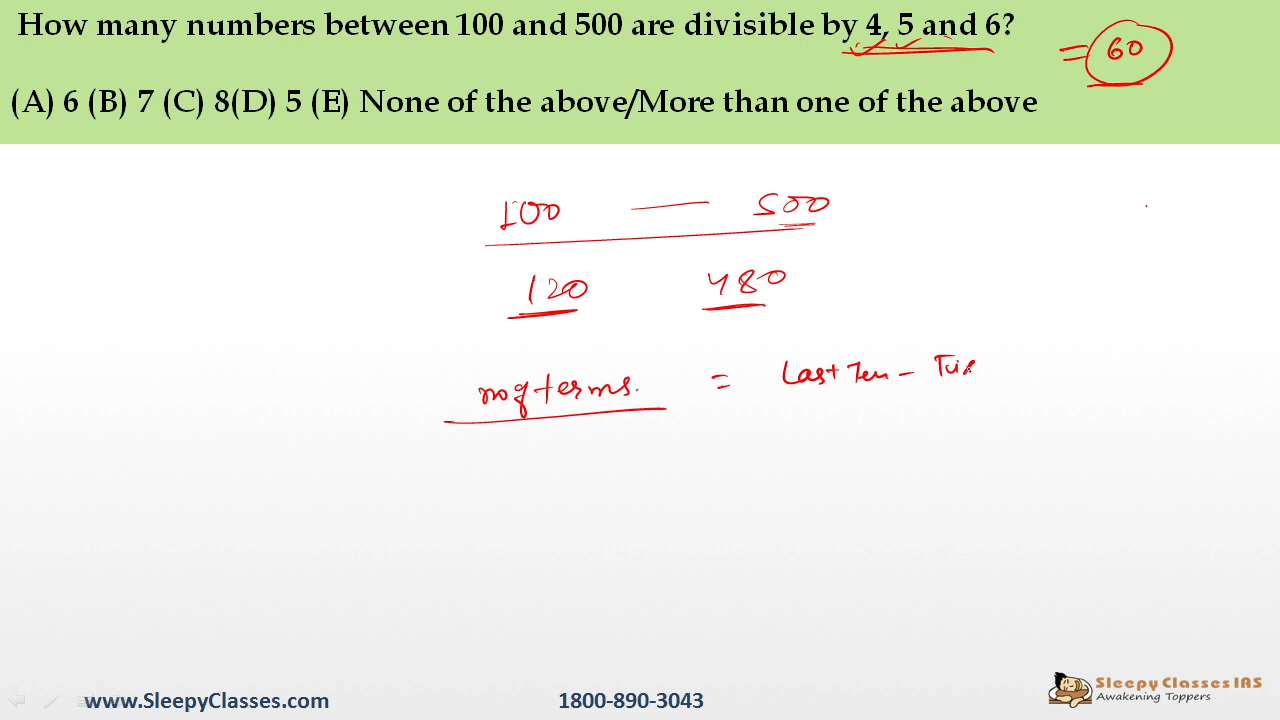 How many numbers between 100 and 500 are divisible by 4, 5 and 6?
= 60
(A) 6 (B) 7 (C) 8(D) 5 (E) None of the above/More than one of the above
100 — 500
120 480
no of terms. = Last Ten -
www.SleepyClasses.com 1800-890-3043
Sleepy Classes IAS
Awakening Toppers